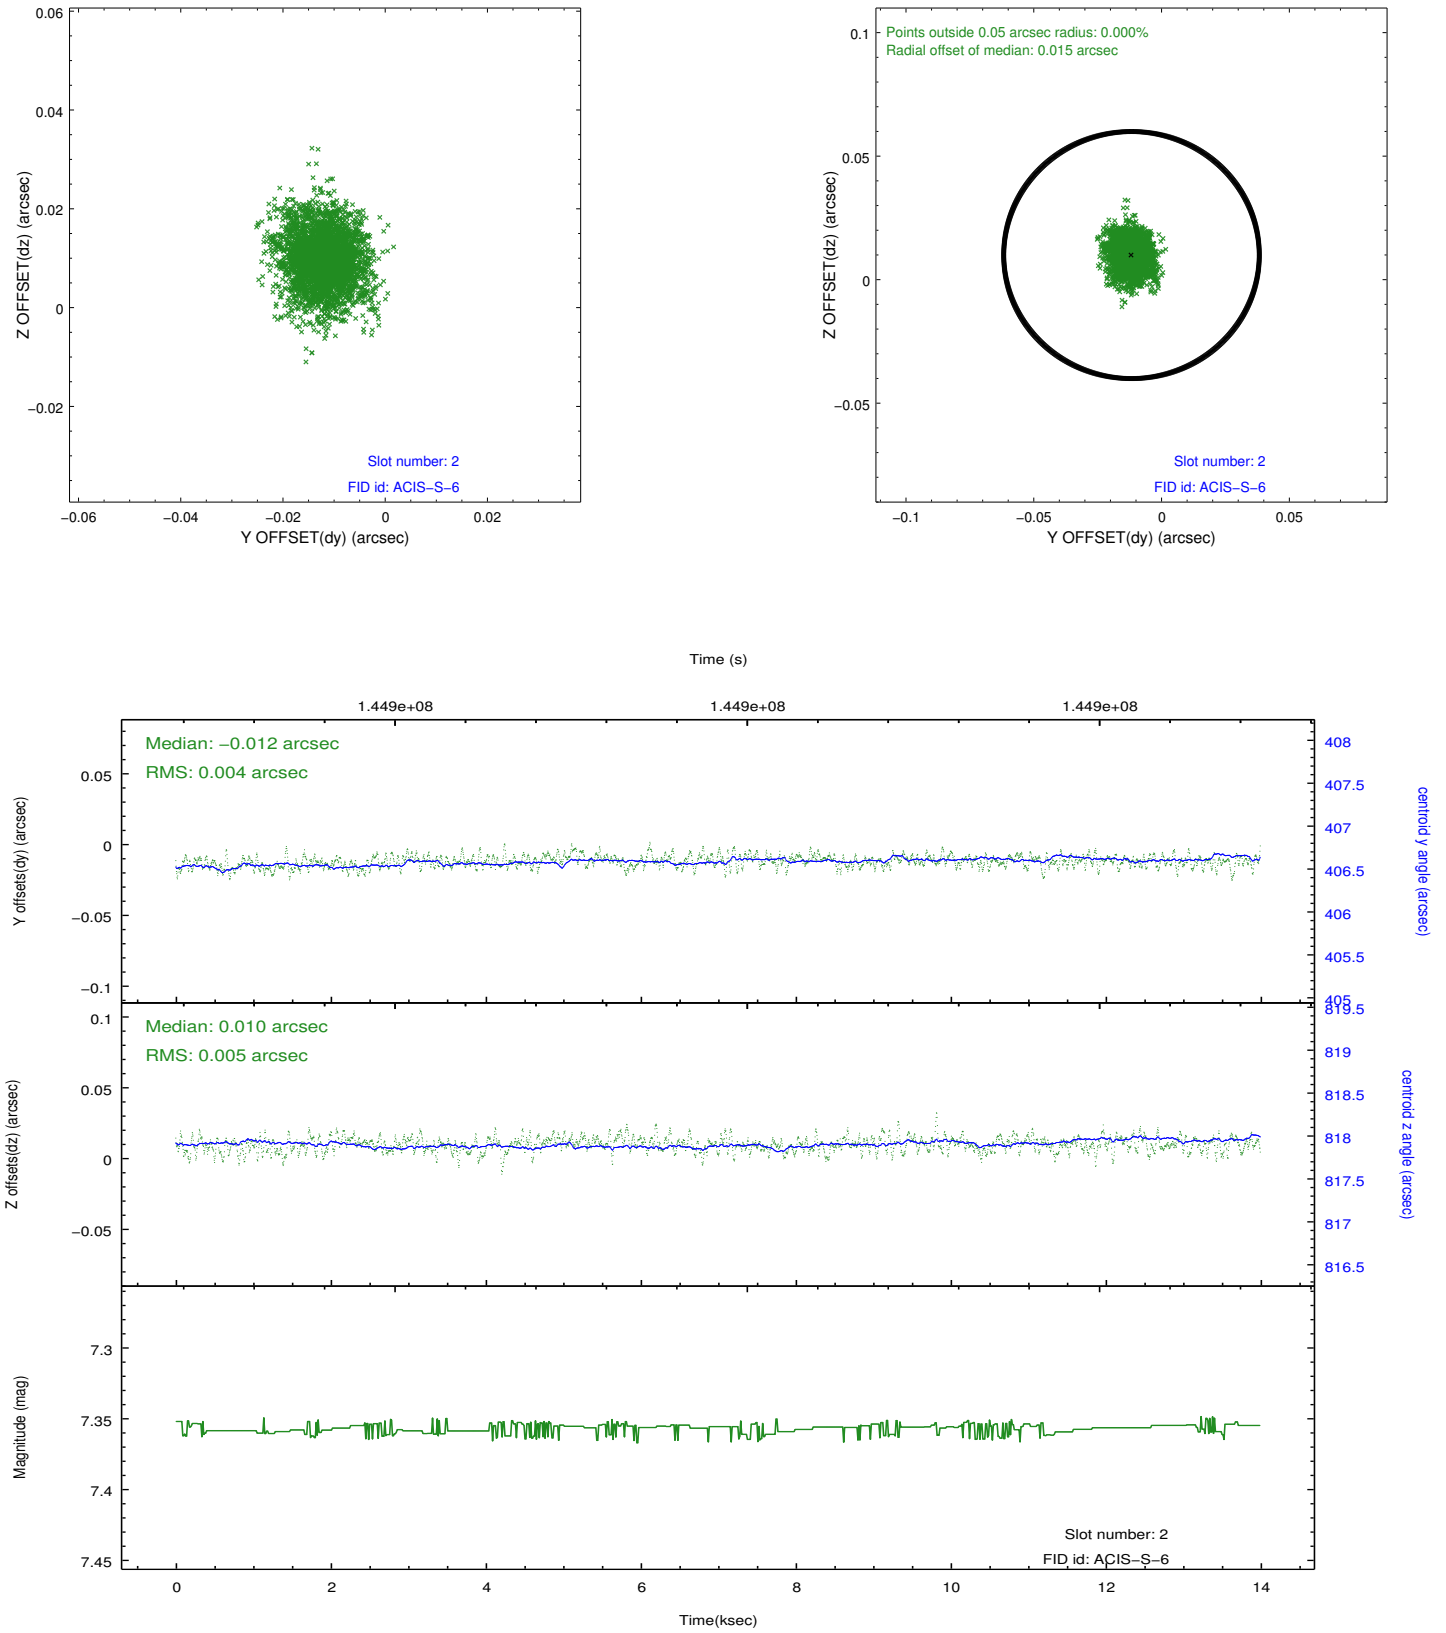 0.06
0.04
0.02
0
−0.02
Z OFFSET(dz) (arcsec)
Slot number: 2
FID id: ACIS−S−6
−0.06
−0.04
−0.02
0
0.02
Y OFFSET(dy) (arcsec)
Points outside 0.05 arcsec radius: 0.000%
Radial offset of median: 0.015 arcsec
0.1
0.05
0
−0.05
Z OFFSET(dz) (arcsec)
Slot number: 2
FID id: ACIS−S−6
−0.1
−0.05
0
0.05
Y OFFSET(dy) (arcsec)
Time (s)
1.449e+08
1.449e+08
1.449e+08
Median: −0.012 arcsec
RMS: 0.004 arcsec
0.05
0
−0.05
−0.1
Y offsets(dy) (arcsec)
408
407.5
407
406.5
406
405.5
405
centroid y angle (arcsec)
Median: 0.010 arcsec
RMS: 0.005 arcsec
0.1
0.05
0
−0.05
Z offsets(dz) (arcsec)
819.5
819
818.5
818
817.5
817
816.5
centroid z angle (arcsec)
7.3
7.35
7.4
7.45
Magnitude (mag)
Slot number: 2
FID id: ACIS−S−6
0
2
4
6
8
10
12
14
Time(ksec)